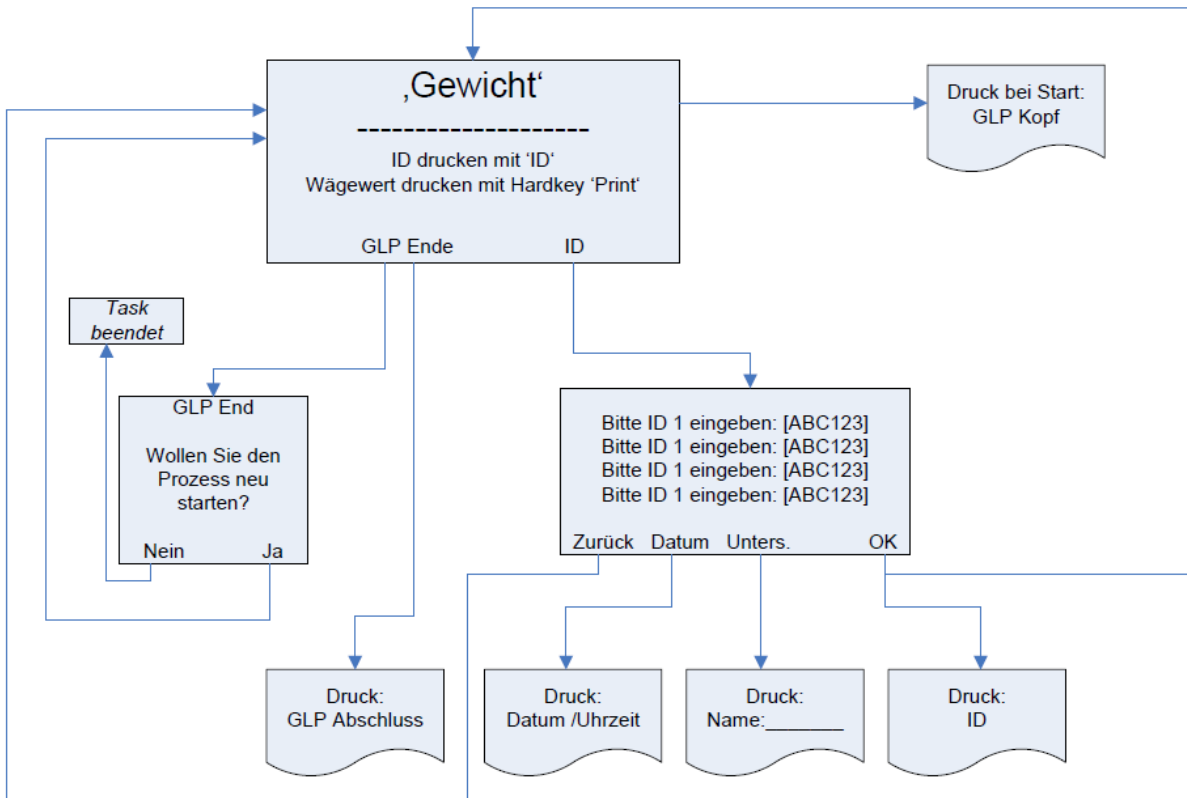 ‚Gewicht‘
--------------------
ID drucken mit ‘ID‘
Wägewert drucken mit Hardkey ‘Print‘
GLP Ende ID
Druck bei Start:
GLP Kopf
Task
beendet
GLP End
Wollen Sie den
Prozess neu
starten?
Nein Ja
Bitte ID 1 eingeben: [ABC123]
Bitte ID 1 eingeben: [ABC123]
Bitte ID 1 eingeben: [ABC123]
Bitte ID 1 eingeben: [ABC123]
Zurück Datum Unters. OK
Druck:
GLP Abschluss
Druck:
Datum /Uhrzeit
Druck:
Name:_______
Druck:
ID